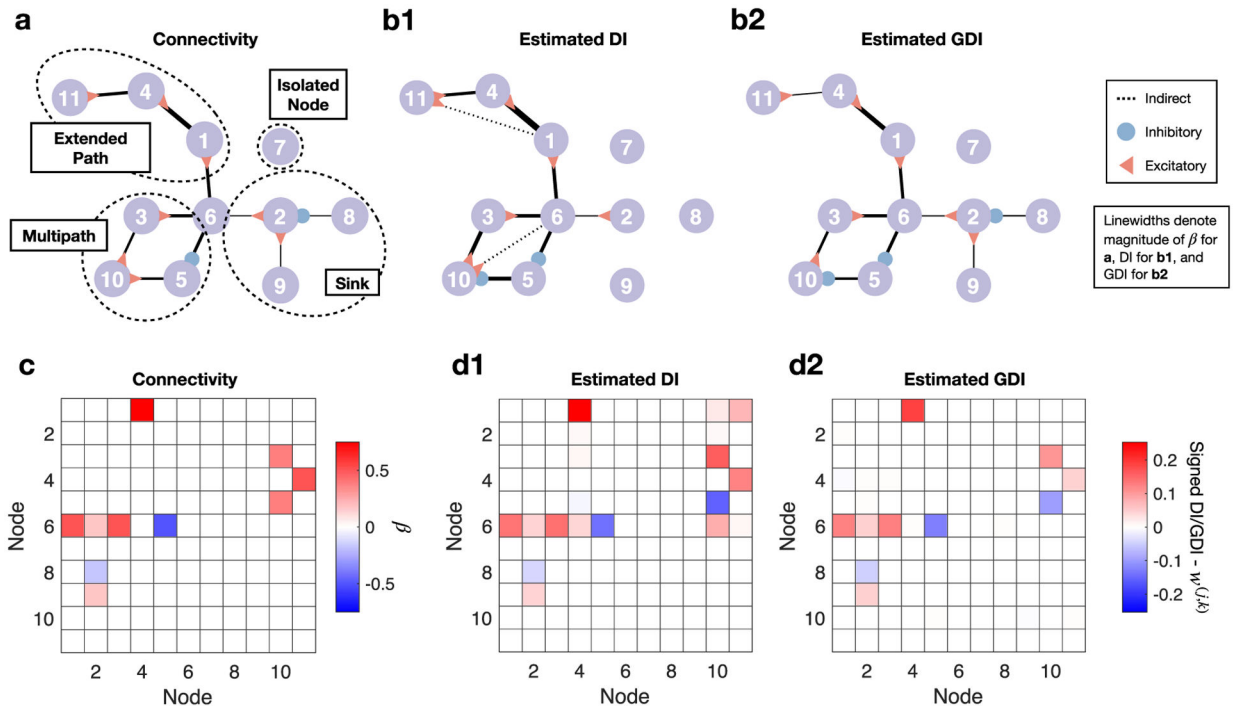 a
Connectivity
11
4
1
Isolated
Node
7
Extended
Path
3
6
2
8
Multipath
10
5
9
Sink
b1
Estimated DI
11
4
1
7
3
6
2
8
10
5
9
b2
Estimated GDI
11
4
1
7
3
6
2
8
10
5
9
Indirect
Inhibitory
Excitatory
Linewidths denote
magnitude of β for
a, DI for b1, and
GDI for b2
c
Connectivity
Node
2
4
6
8
10
2 4 6 8 10
Node
0.5
0
-0.5
β
d1
Estimated DI
2
4
6
8
10
Node
2 4 6 8 10
Node
d2
Estimated GDI
2
4
6
8
10
2 4 6 8 10
Node
0.2
0.1
0
-0.1
-0.2
Signed DI/GDI - w(j,k)